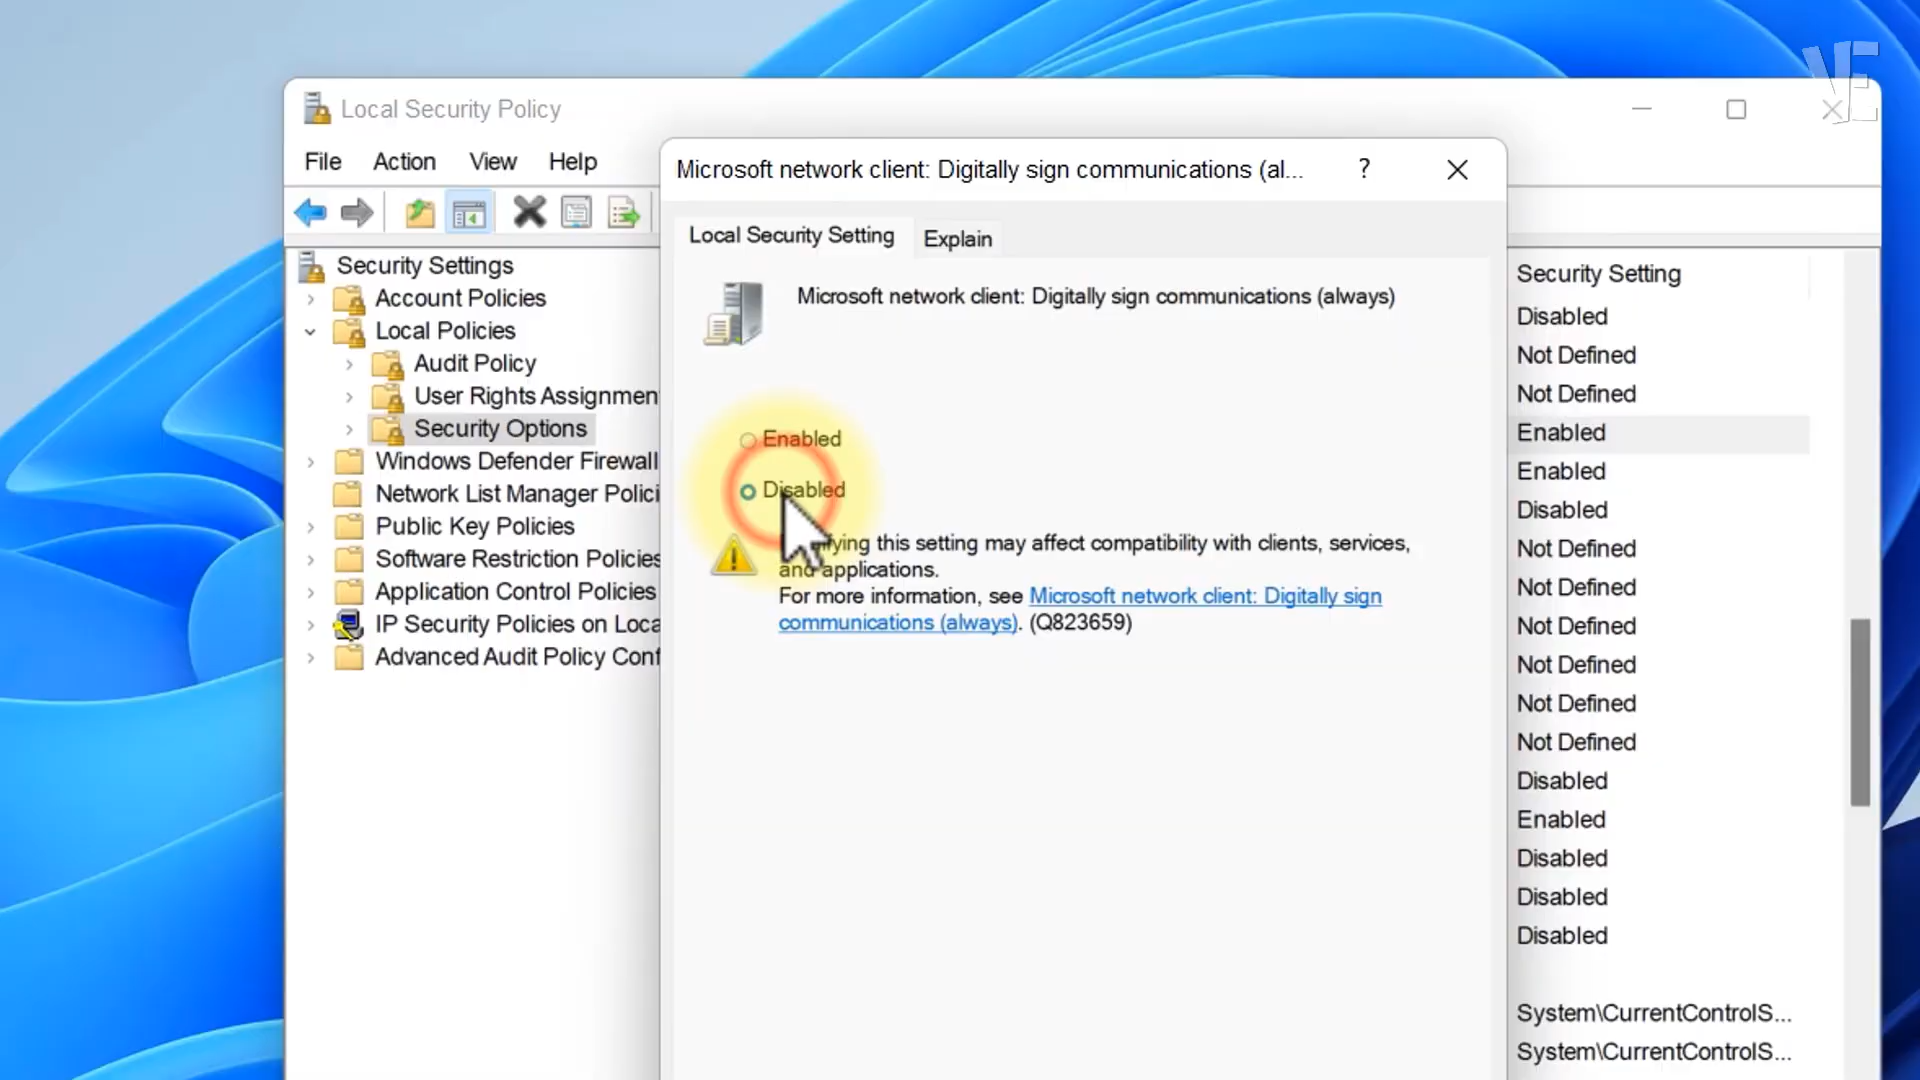 VE
Local Security Policy
File Action View Help
Microsoft network client: Digitally sign communications (al...
?
Local Security Setting
Explain
Microsoft network client: Digitally sign communications (always)
Enabled
Disabled
this setting may affect compatibility with clients, services,
and applications.
For more information, see Microsoft network client: Digitally sign
communications (always). (Q823659)
Security Settings
Account Policies
Local Policies
Audit Policy
User Rights Assignmen
Security Options
Windows Defender Firewall
Network List Manager Polici
Public Key Policies
Software Restriction Policies
Application Control Policies
IP Security Policies on Loca
Advanced Audit Policy Conf
Security Setting
Disabled
Not Defined
Not Defined
Enabled
Enabled
Disabled
Not Defined
Not Defined
Not Defined
Not Defined
Not Defined
Not Defined
Disabled
Enabled
Disabled
Disabled
Disabled
System\CurrentControlS...
System\CurrentControlS...